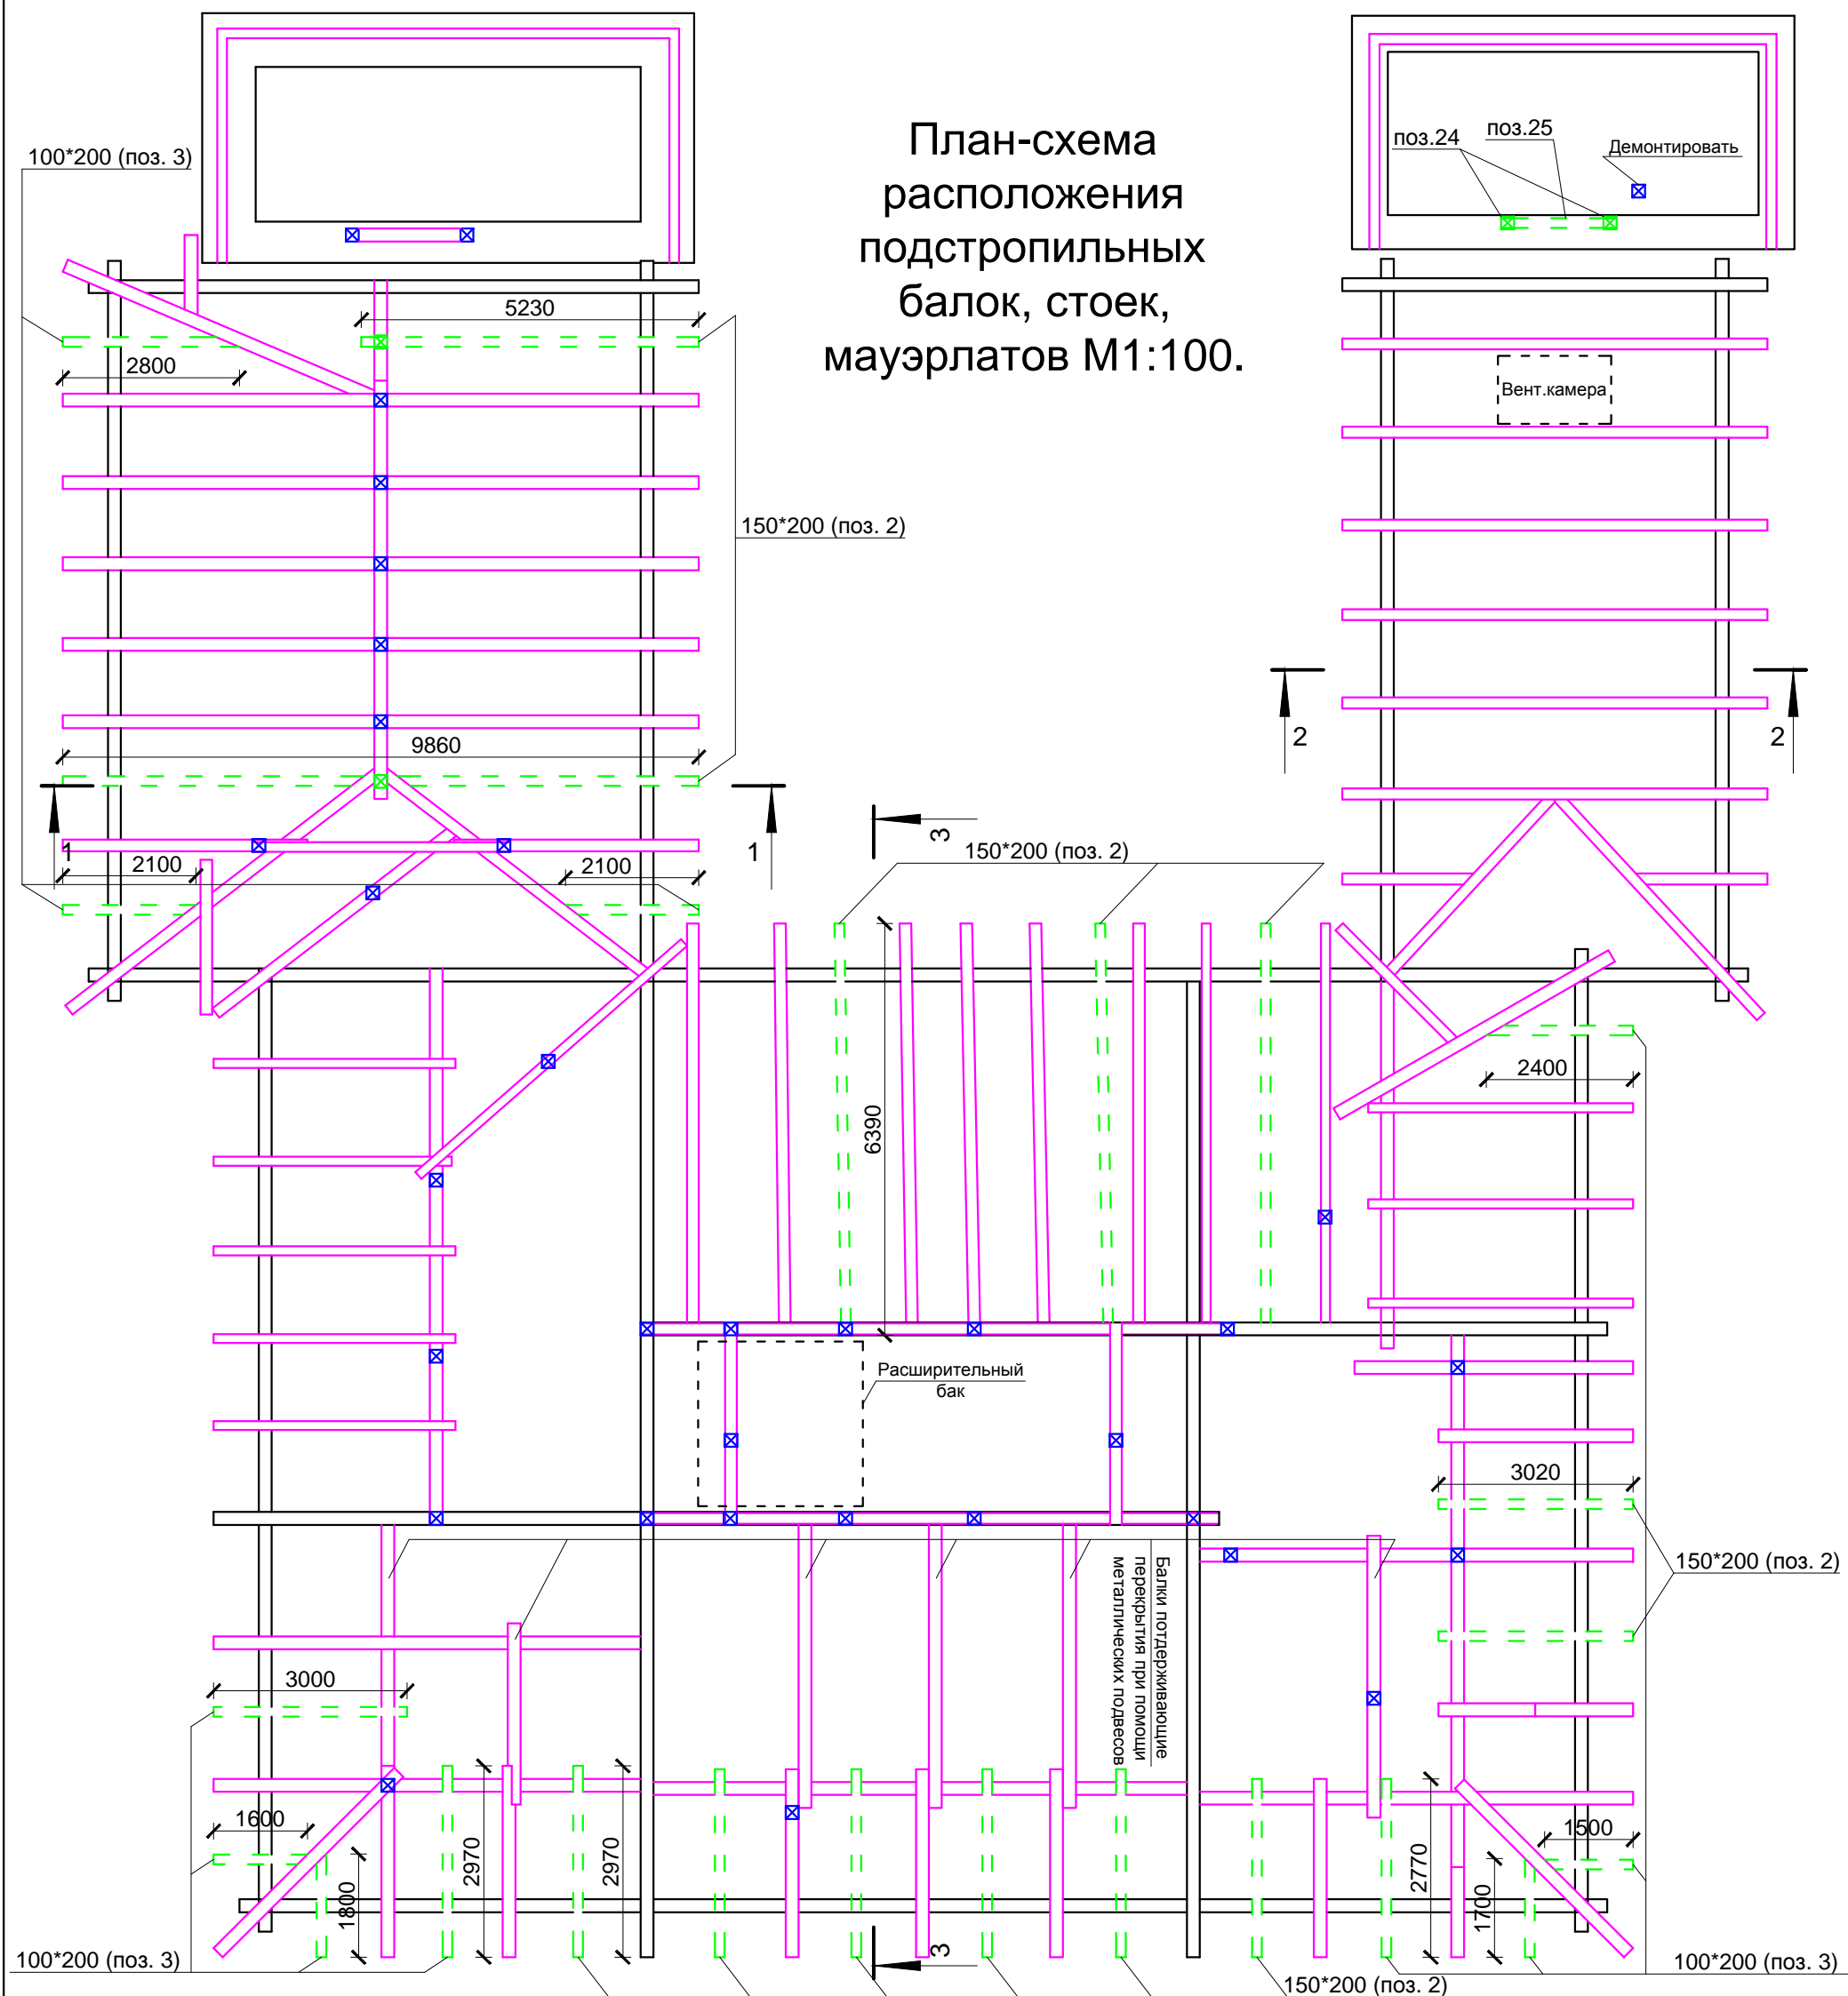 План-схема
расположения
подстропильных
балок, стоек,
мауэрлатов М1:100.
100*200 (поз. 3)
поз.24
поз.25
Демонтировать
5230
2800
Вент.камера
150*200 (поз. 2)
9860
2
2
1
1
2100
2100
3
150*200 (поз. 2)
6390
2400
Расширительный
бак
3020
150*200 (поз. 2)
Балки потдерживающие
перекрытия при помощи
металлических подвесов
3000
1600
1800
2970
2970
2770
1500
1700
3
100*200 (поз. 3)
150*200 (поз. 2)
100*200 (поз. 3)